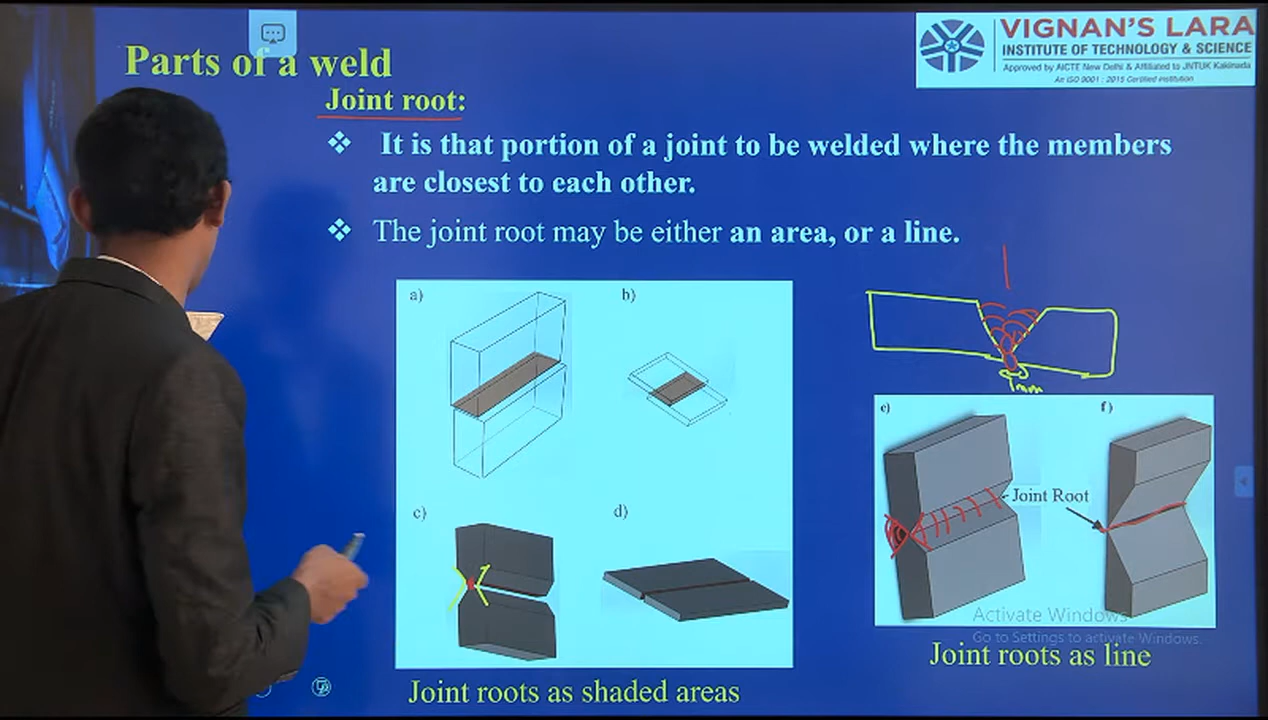 Parts of a weld
VIGNAN'S LARA
INSTITUTE OF TECHNOLOGY & SCIENCE
Approved by AICTE New Delhi & Affiliated to JNTUK Kakinada
An ISO 9001 : 2015 Certified Institution
Joint root:
❖ It is that portion of a joint to be welded where the members
are closest to each other.
❖ The joint root may be either an area, or a line.
a)
b)
1mm
c)
d)
e)
f)
Joint Root
Activate Windows
Go to Settings to activate Windows.
Joint roots as shaded areas
Joint roots as line